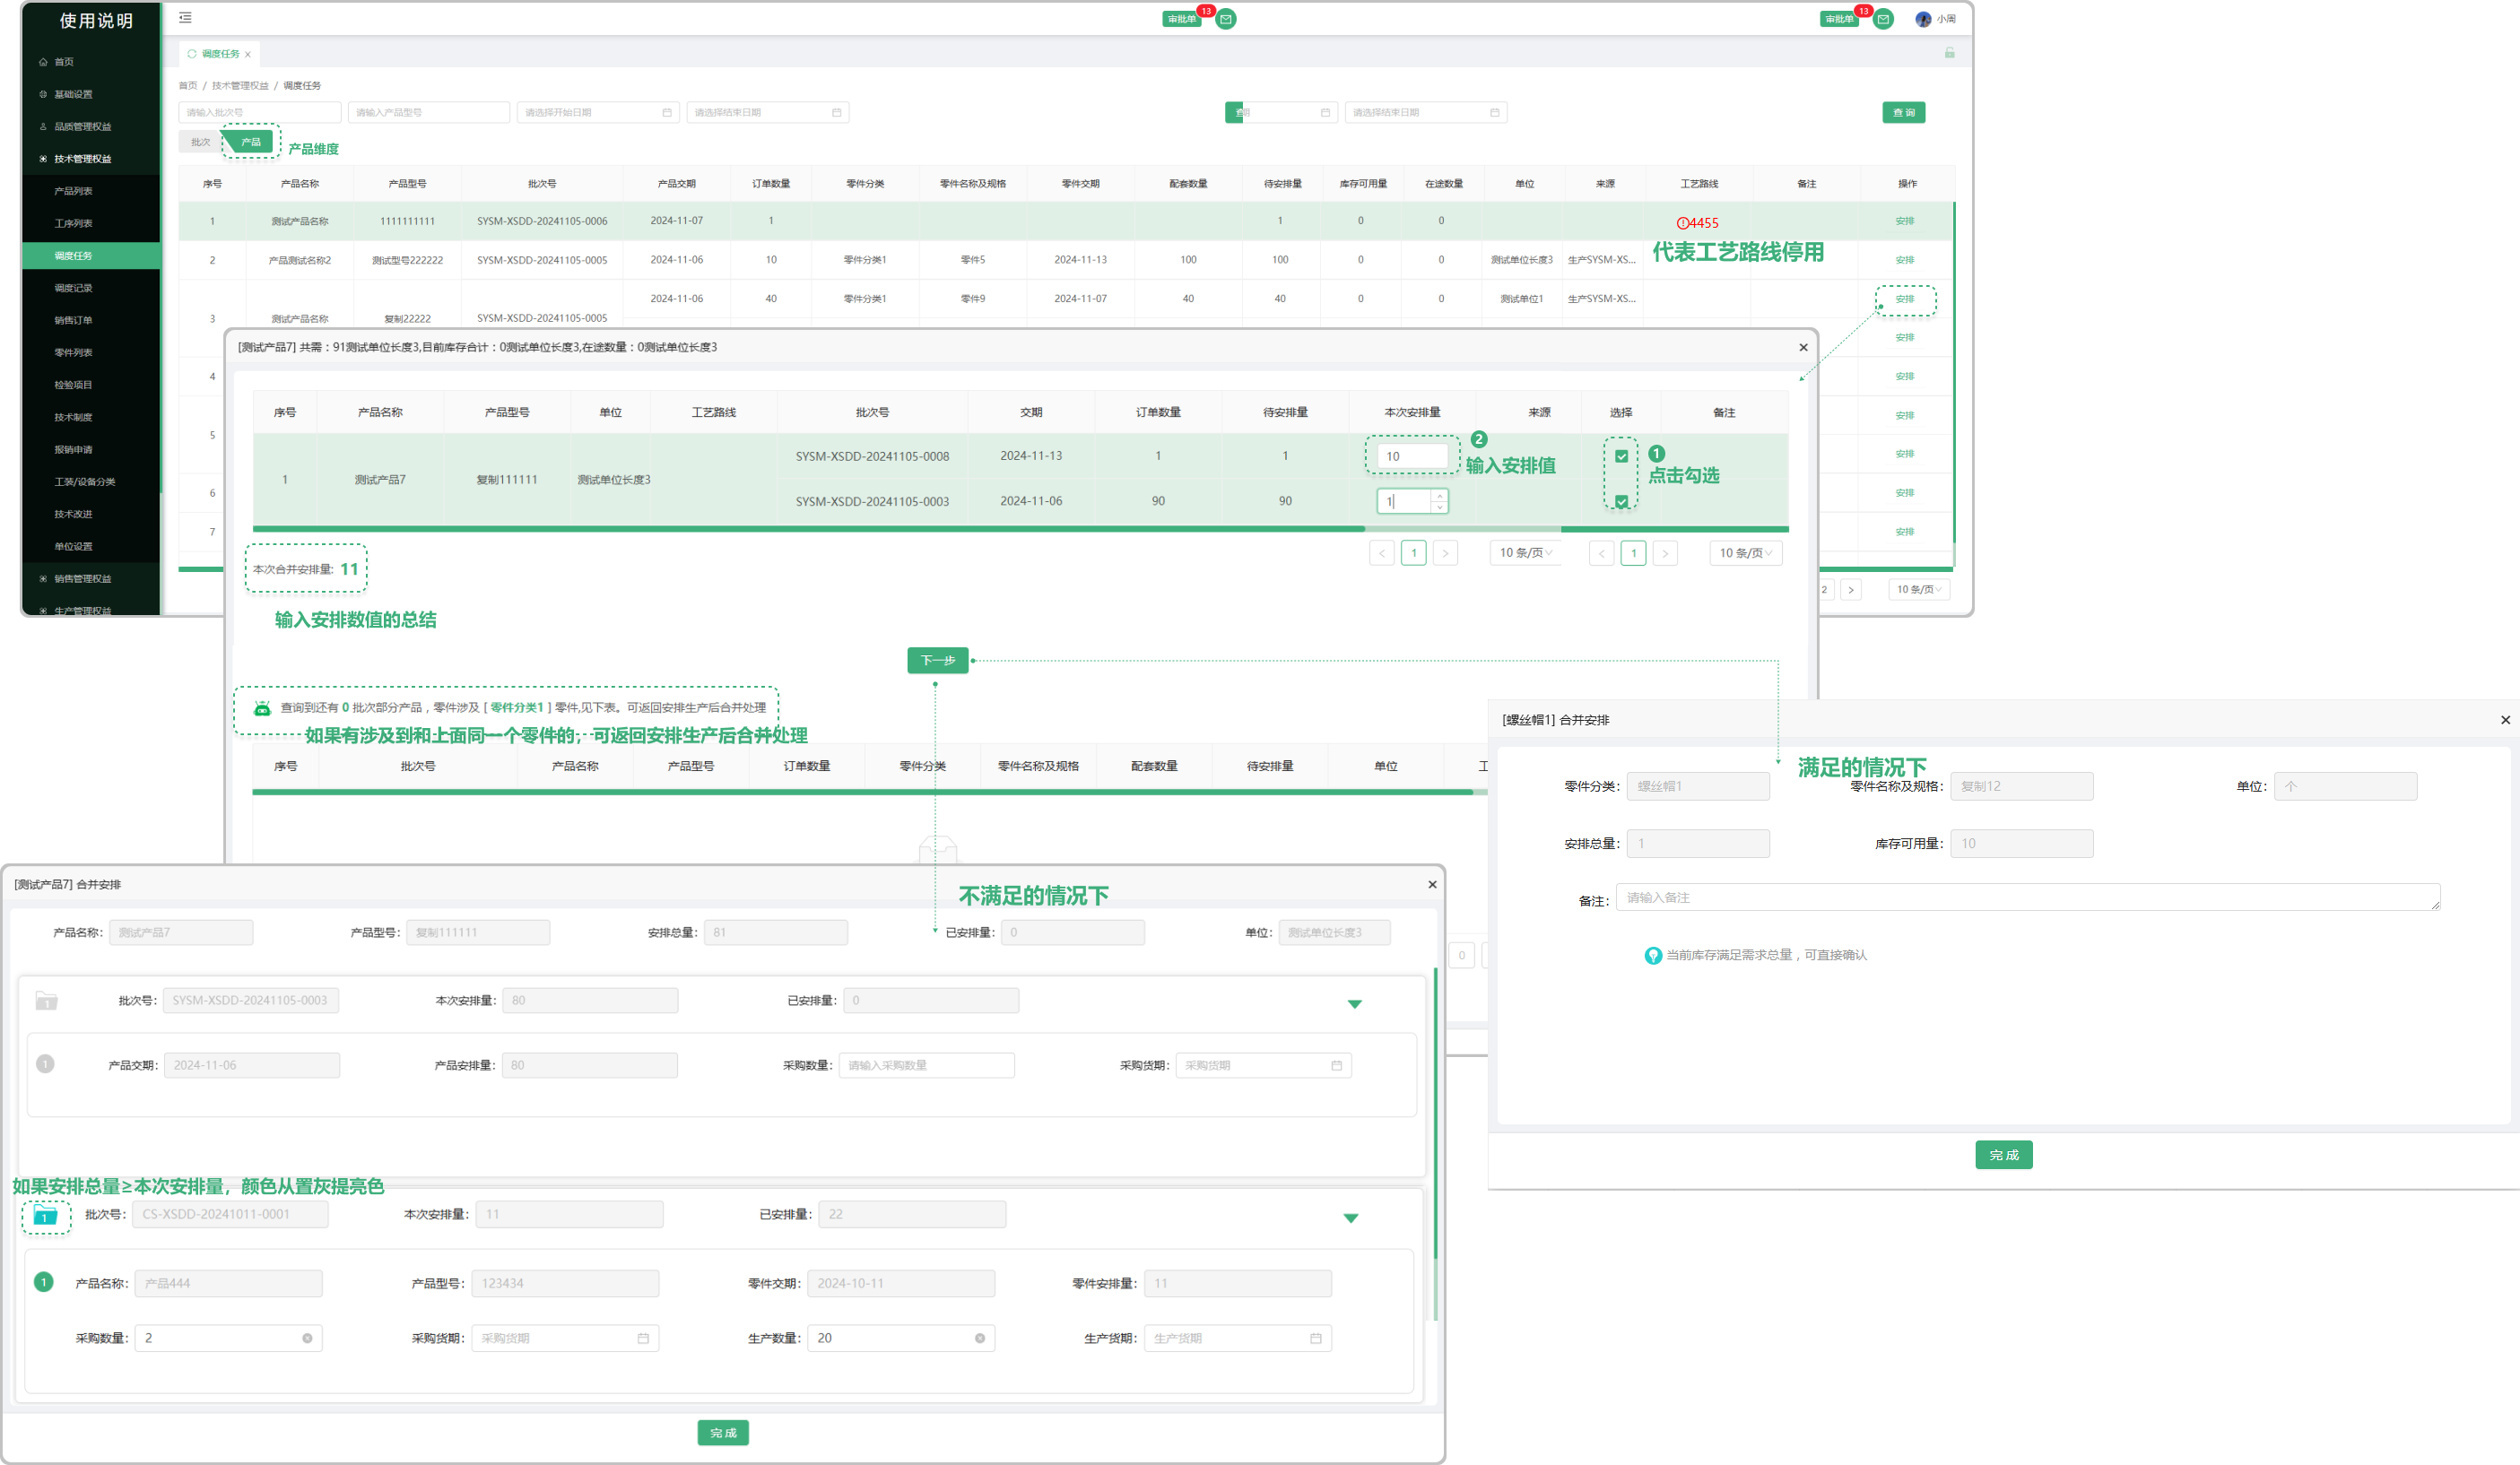 使用说明
首页
基础设置
品质管理权益
技术管理权益
产品列表
工序列表
调度任务
调度记录
销售订单
零件列表
检验项目
技术制度
报销申请
工装/设备分类
技术改进
单位设置
销售管理权益
生产管理权益
审批单 13
审批单 13 小周
调度任务 ×
首页 / 技术管理权益 / 调度任务
请输入批次号 请输入产品型号 请选择开始日期 请选择结束日期 请选择结束日期 查 询
批次 产品 产品维度
序号 产品名称 产品型号 批次号 产品交期 订单数量 零件分类 零件名称及规格 零件交期 配套数量 待安排量 库存可用量 在途数量 单位 来源 工艺路线 备注 操作
1 测试产品名称 1111111111 SYSM-XSDD-20241105-0006 2024-11-07 1 1 0 0 4455 安排
代表工艺路线停用
2 产品测试名称2 测试型号222222 SYSM-XSDD-20241105-0005 2024-11-06 10 零件分类1 零件5 2024-11-13 100 100 0 0 测试单位长度3 生产SYSM-XS... 安排
2024-11-06 40 零件分类1 零件9 2024-11-07 40 40 0 0 测试单位1 生产SYSM-XS... 安排
3 测试产品名称 复制22222 SYSM-XSDD-20241105-0005
安排
4 安排
5 安排
安排
6 安排
7 安排
2 > 10 条/页
[测试产品7] 共需：91测试单位长度3,目前库存合计：0测试单位长度3,在途数量：0测试单位长度3
序号 产品名称 产品型号 单位 工艺路线 批次号 交期 订单数量 待安排量 本次安排量 来源 选择 备注
1 测试产品7 复制111111 测试单位长度3
SYSM-XSDD-20241105-0008 2024-11-13 1 1 10
2 输入安排值
1 点击勾选
SYSM-XSDD-20241105-0003 2024-11-06 90 90 1
< 1 > 10 条/页 < 1 > 10 条/页
本次合并安排量: 11
输入安排数值的总结
下一步
查询到还有 0 批次部分产品，零件涉及 [ 零件分类1 ] 零件,见下表。可返回安排生产后合并处理
如果有涉及到和上面同一个零件的，可返回安排生产后合并处理
序号 批次号 产品名称 产品型号 订单数量 零件分类 零件名称及规格 配套数量 待安排量 单位
不满足的情况下
0
[螺丝帽1] 合并安排
满足的情况下
零件分类: 螺丝帽1 零件名称及规格: 复制12 单位: 个
安排总量: 1 库存可用量: 10
备注: 请输入备注
当前库存满足需求总量，可直接确认
完 成
[测试产品7] 合并安排
产品名称: 测试产品7 产品型号: 复制111111 安排总量: 81 已安排量: 0 单位: 测试单位长度3
1 批次号: SYSM-XSDD-20241105-0003 本次安排量: 80 已安排量: 0
1 产品交期: 2024-11-06 产品安排量: 80 采购数量: 请输入采购数量 采购货期: 采购货期
如果安排总量≥本次安排量，颜色从置灰提亮色
1 批次号: CS-XSDD-20241011-0001 本次安排量: 11 已安排量: 22
1 产品名称: 产品444 产品型号: 123434 零件交期: 2024-10-11 零件安排量: 11
采购数量: 2 采购货期: 采购货期 生产数量: 20 生产货期: 生产货期
完 成